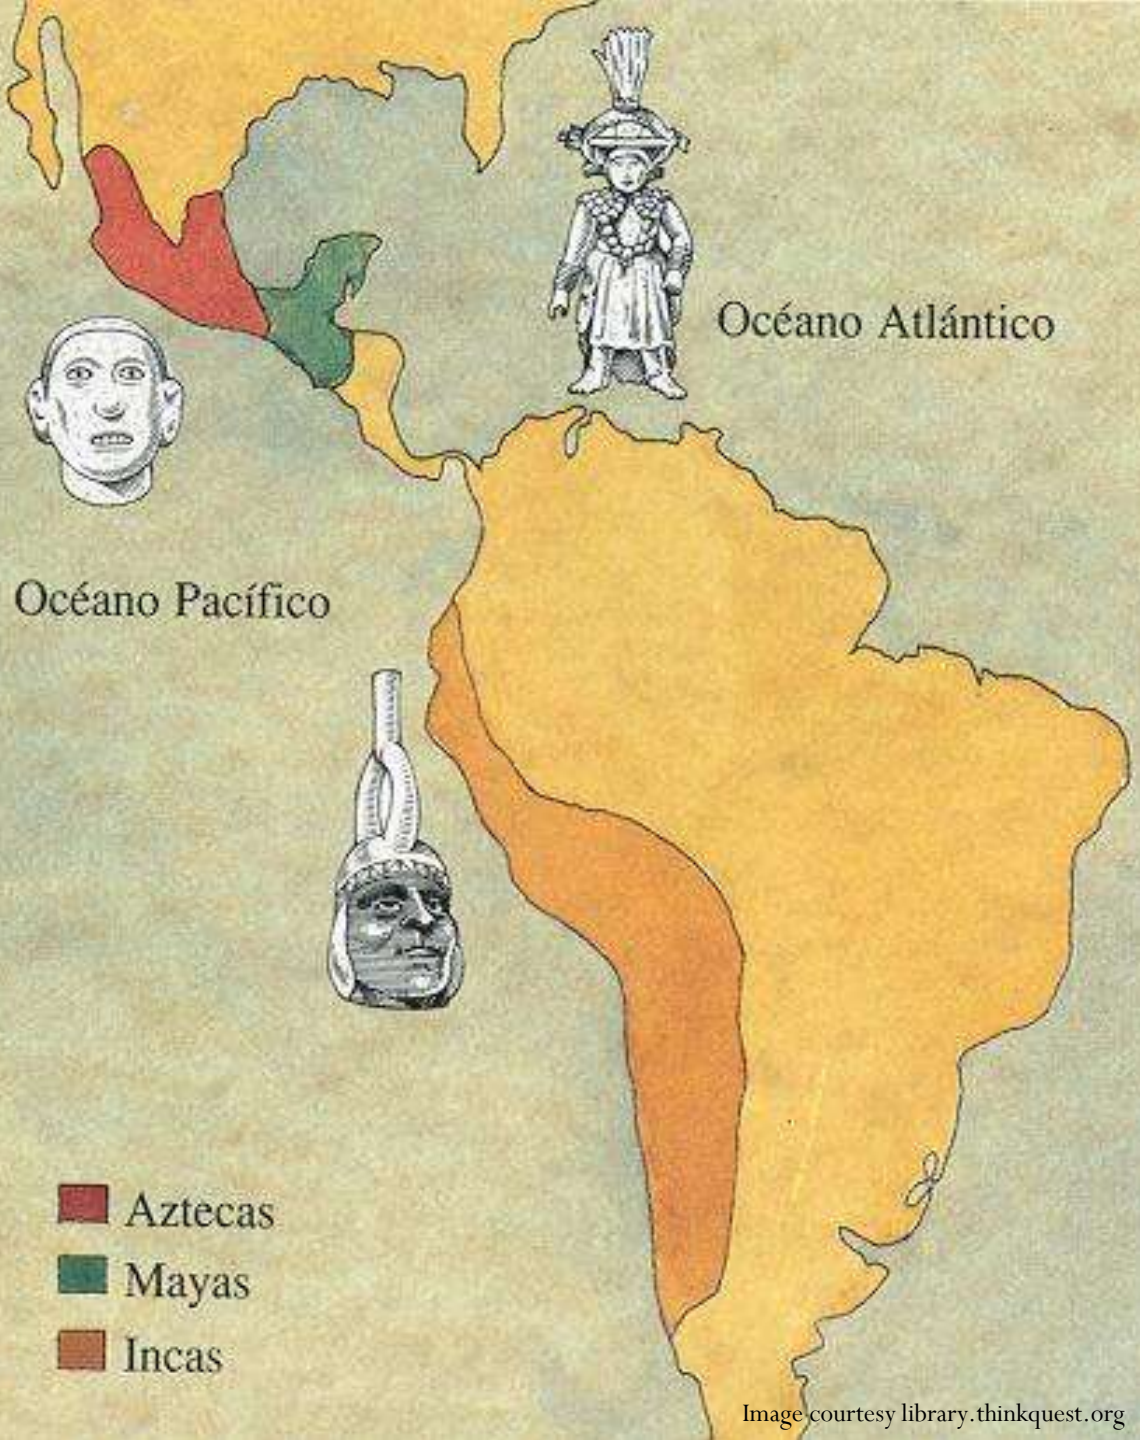 Océano Atlántico
Océano Pacífico
Aztecas
Mayas
Incas
Image courtesy library.thinkquest.org